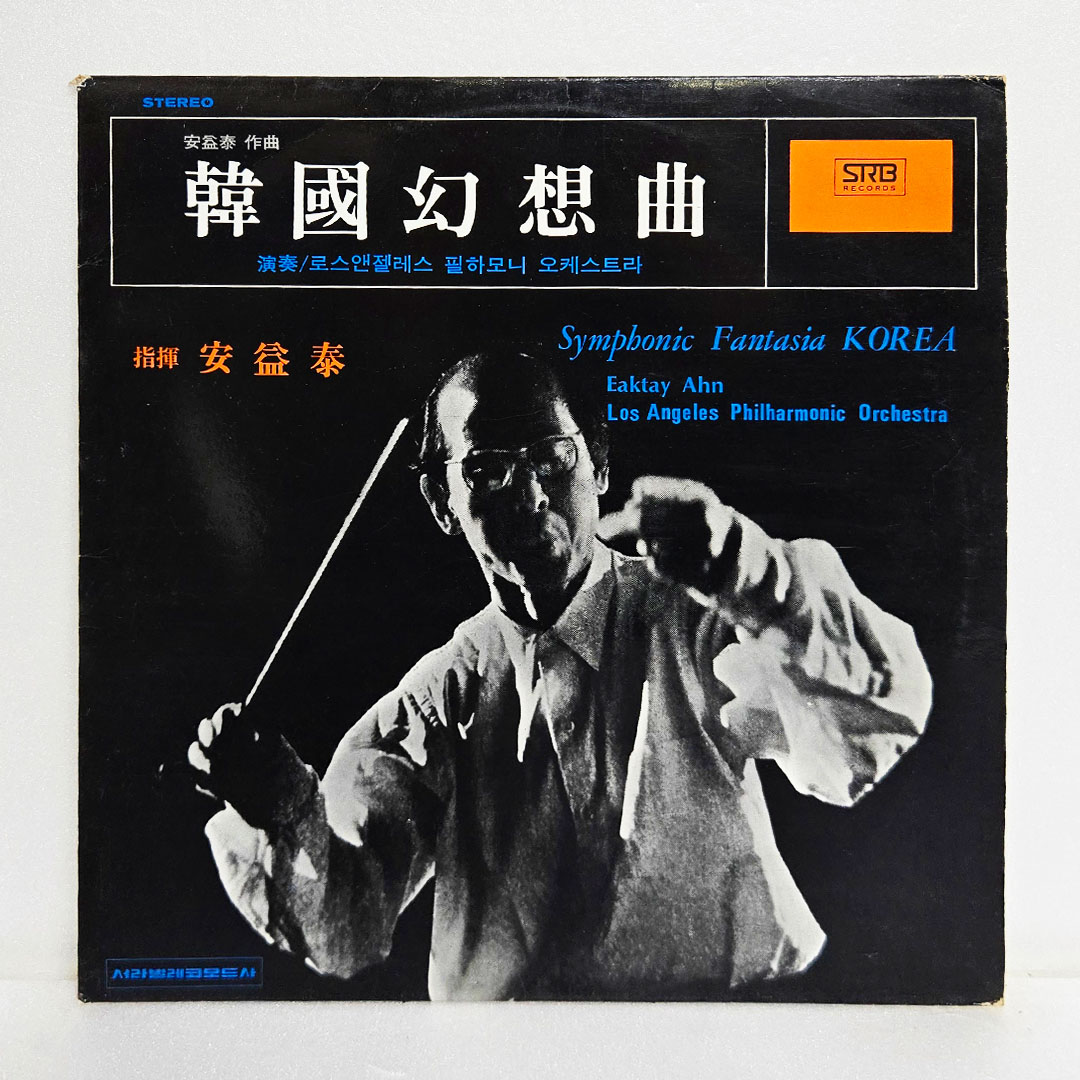 STEREO
安益泰 作曲
韓國幻想曲
演奏/로스앤젤레스 필하모니 오케스트라
SRB
RECORDS
指揮 安益泰
Symphonic Fantasia KOREA
Eaktay Ahn
Los Angeles Philharmonic Orchestra
서라벌레코오드사